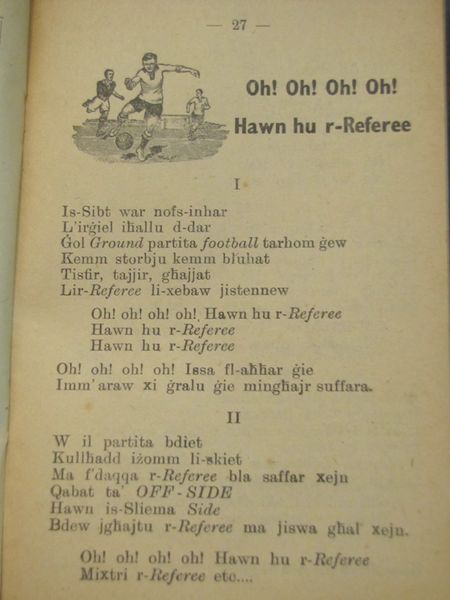 — 27 —
Oh! Oh! Oh! Oh!
Hawn hu r-Referee
I
Is-Sibt war nofs-inhar
L'irġiel iħallu d-dar
Ġol Ground partita football tarhom ġew
Kemm storbju kemm bluhat
Tisfir, tajjir, għajjat
Lir-Referee li-xebaw jistennew
Oh! oh! oh! oh! Hawn hu r-Referee
Hawn hu r-Referee
Hawn hu r-Referee
Oh! oh! oh! oh! Issa fl-aħħar ġie
Imm' araw xi ġralu ġie mingħajr suffara.
II
W il partita bdiet
Kullħadd iżomm li-skiet
Ma f'daqqa r-Referee bla saffar xejn
Qabat ta' OFF-SIDE
Hawn is-Sliema Side
Bdew jgħajtu r-Referee ma jiswa għal xejn.
Oh! oh! oh! oh! Hawn hu r-Referee
Mixtri r-Referee etc....